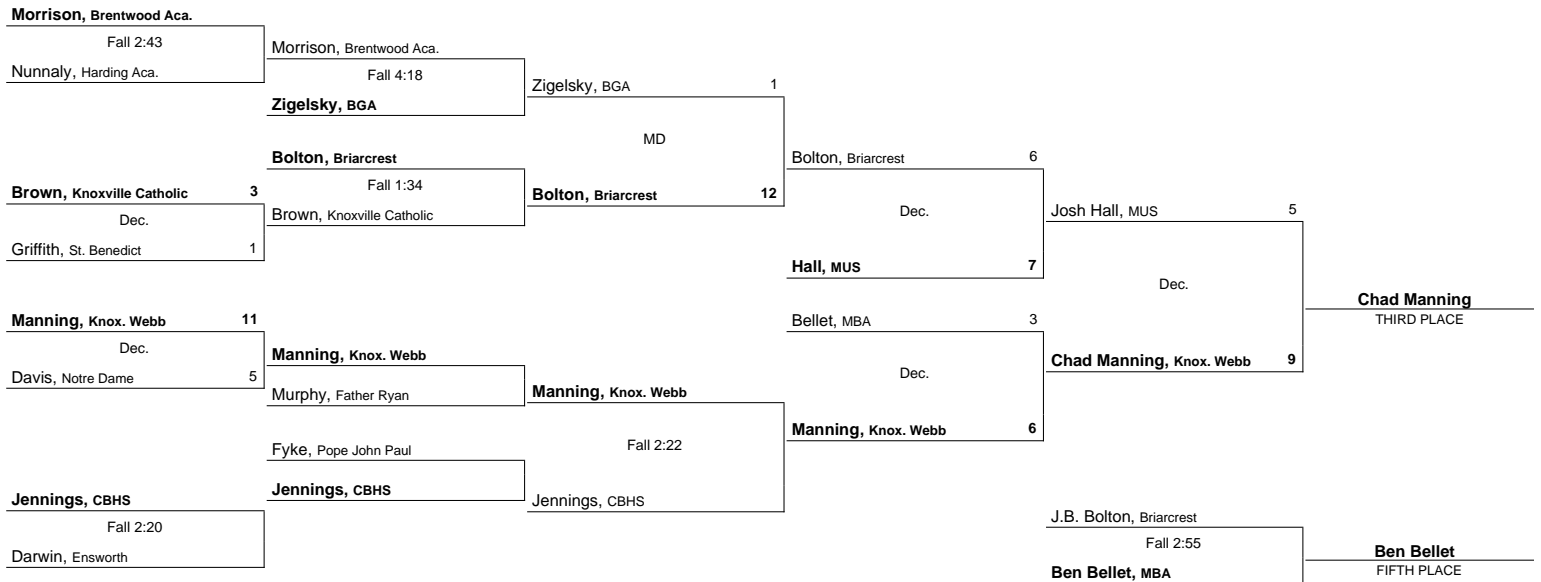 Morrison, Brentwood Aca.
Fall 2:43
Nunnaly, Harding Aca.
Brown, Knoxville Catholic 3
Dec.
Griffith, St. Benedict 1
Manning, Knox. Webb 11
Dec.
Davis, Notre Dame 5
Jennings, CBHS
Fall 2:20
Darwin, Ensworth
Morrison, Brentwood Aca.
Fall 4:18
Zigelsky, BGA
Bolton, Briarcrest
Fall 1:34
Brown, Knoxville Catholic
Manning, Knox. Webb
Murphy, Father Ryan
Fyke, Pope John Paul
Jennings, CBHS
Zigelsky, BGA 1
MD
Bolton, Briarcrest 12
Manning, Knox. Webb
Fall 2:22
Jennings, CBHS
Bolton, Briarcrest 6
Dec.
Hall, MUS 7
Bellet, MBA 3
Dec.
Manning, Knox. Webb 6
Josh Hall, MUS 5
Dec.
Chad Manning, Knox. Webb 9
Chad Manning
THIRD PLACE
J.B. Bolton, Briarcrest
Fall 2:55
Ben Bellet, MBA
Ben Bellet
FIFTH PLACE